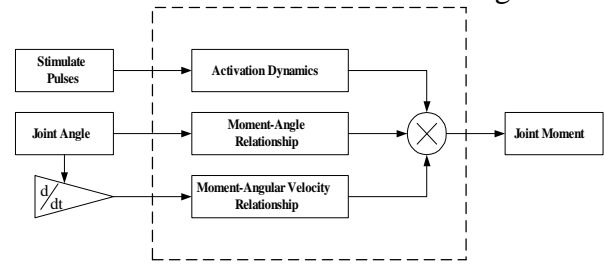 Stimulate
Pulses
Activation Dynamics
Joint Angle
Moment-Angle
Relationship
Joint Moment
d/dt
Moment-Angular Velocity
Relationship